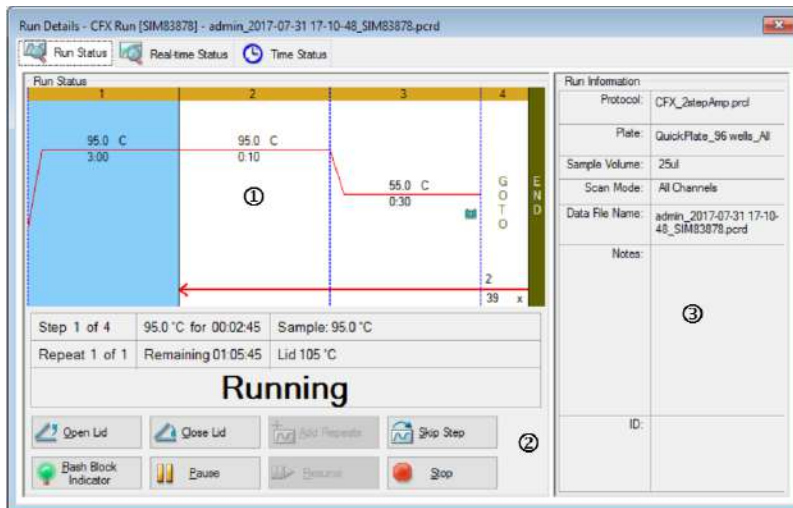 Run Details - CFX Run [SIM83878] - admin_2017-07-31 17-10-48_SIM83878.pcrd
Run Status
Real-time Status
Time Status
Run Status
1 2 3 4
95.0 C
3:00
95.0 C
0:10
55.0 C
0:30
GOTO
END
2
39 x
①
Step 1 of 4
95.0 °C for 00:02:45
Sample: 95.0 °C
Repeat 1 of 1
Remaining 01:05:45
Lid 105 °C
Running
Open Lid
Close Lid
Add Repeats
Skip Step
Flash Block
Indicator
Pause
Resume
Stop
②
Run Information
Protocol: CFX_2stepAmp.prcl
Plate: QuickPlate_96 wells_All
Sample Volume: 25ul
Scan Mode: All Channels
Data File Name: admin_2017-07-31 17-10-
48_SIM83878.pcrd
Notes:
③
ID: